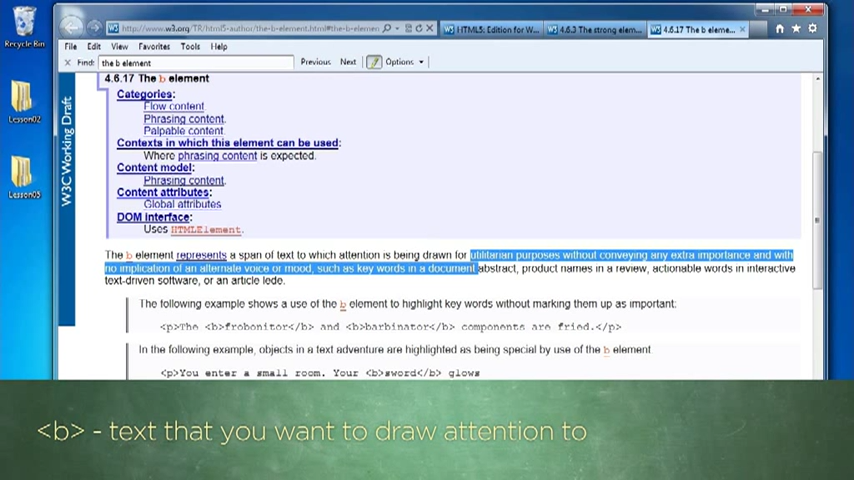 Recycle Bin
Lesson02
Lesson03
http://www.w3.org/TR/html5-author/the-b-element.html#the-b-elemen
HTML5: Edition for W...
4.6.3 The strong elem...
4.6.17 The b eleme...
File Edit View Favorites Tools Help
Find: the b element
Previous Next Options
W3C Working Draft
4.6.17 The b element
Categories:
Flow content
Phrasing content.
Palpable content.
Contexts in which this element can be used:
Where phrasing content is expected.
Content model:
Phrasing content.
Content attributes:
Global attributes
DOM interface:
Uses HTMLElement.
The b element represents a span of text to which attention is being drawn for utilitarian purposes without conveying any extra importance and with
no implication of an alternate voice or mood, such as key words in a document abstract, product names in a review, actionable words in interactive
text-driven software, or an article lede.
The following example shows a use of the b element to highlight key words without marking them up as important:
<p>The <b>frobonitor</b> and <b>barbinator</b> components are fried.</p>
In the following example, objects in a text adventure are highlighted as being special by use of the b element
<p>You enter a small room. Your <b>sword</b> glows
<b> - text that you want to draw attention to